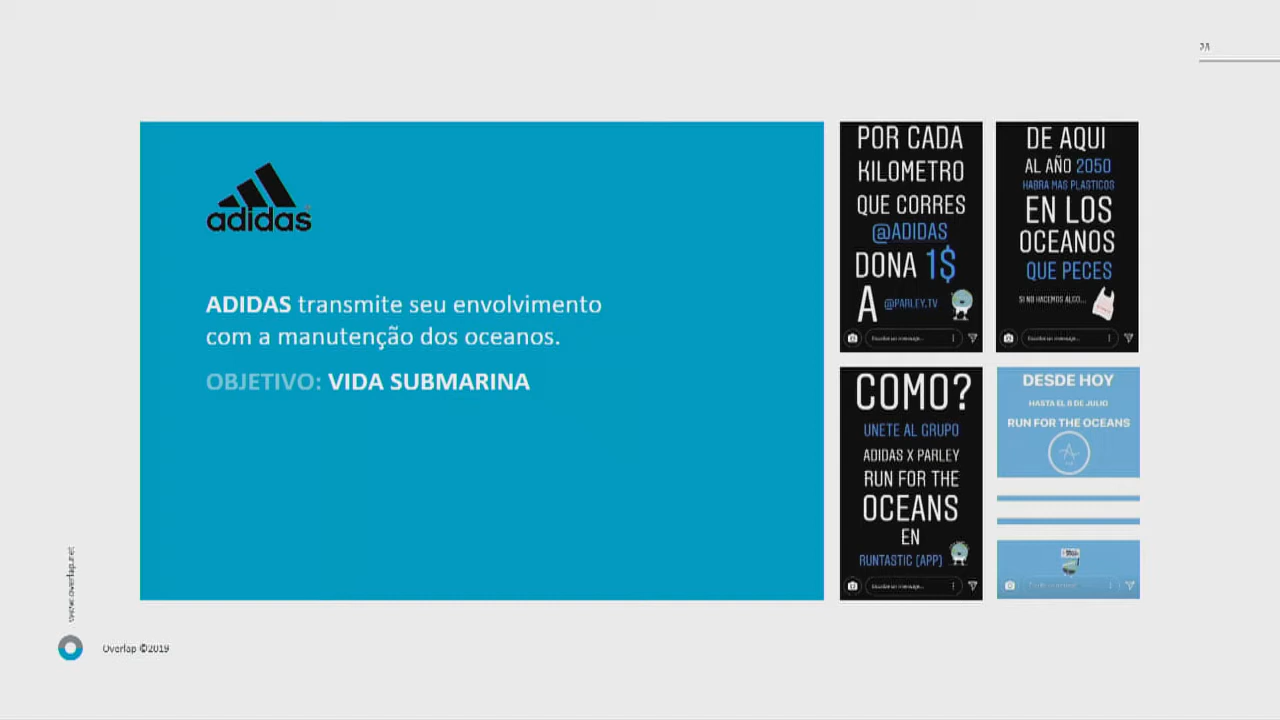 adidas
ADIDAS transmite seu envolvimento
com a manutenção dos oceanos.
OBJETIVO: VIDA SUBMARINA
POR CADA
KILOMETRO
QUE CORRES
@ADIDAS
DONA 1$
A @PARLEY.TV
DE AQUI
AL AÑO 2050
HABRA MAS PLASTICOS
EN LOS
OCEANOS
QUE PECES
SI NO HACEMOS ALGO...
COMO?
UNETE AL GRUPO
ADIDAS X PARLEY
RUN FOR THE
OCEANS
EN
RUNTASTIC (APP)
DESDE HOY
HASTA EL 8 DE JULIO
RUN FOR THE OCEANS
www.overlap.net
Overlap ©2019